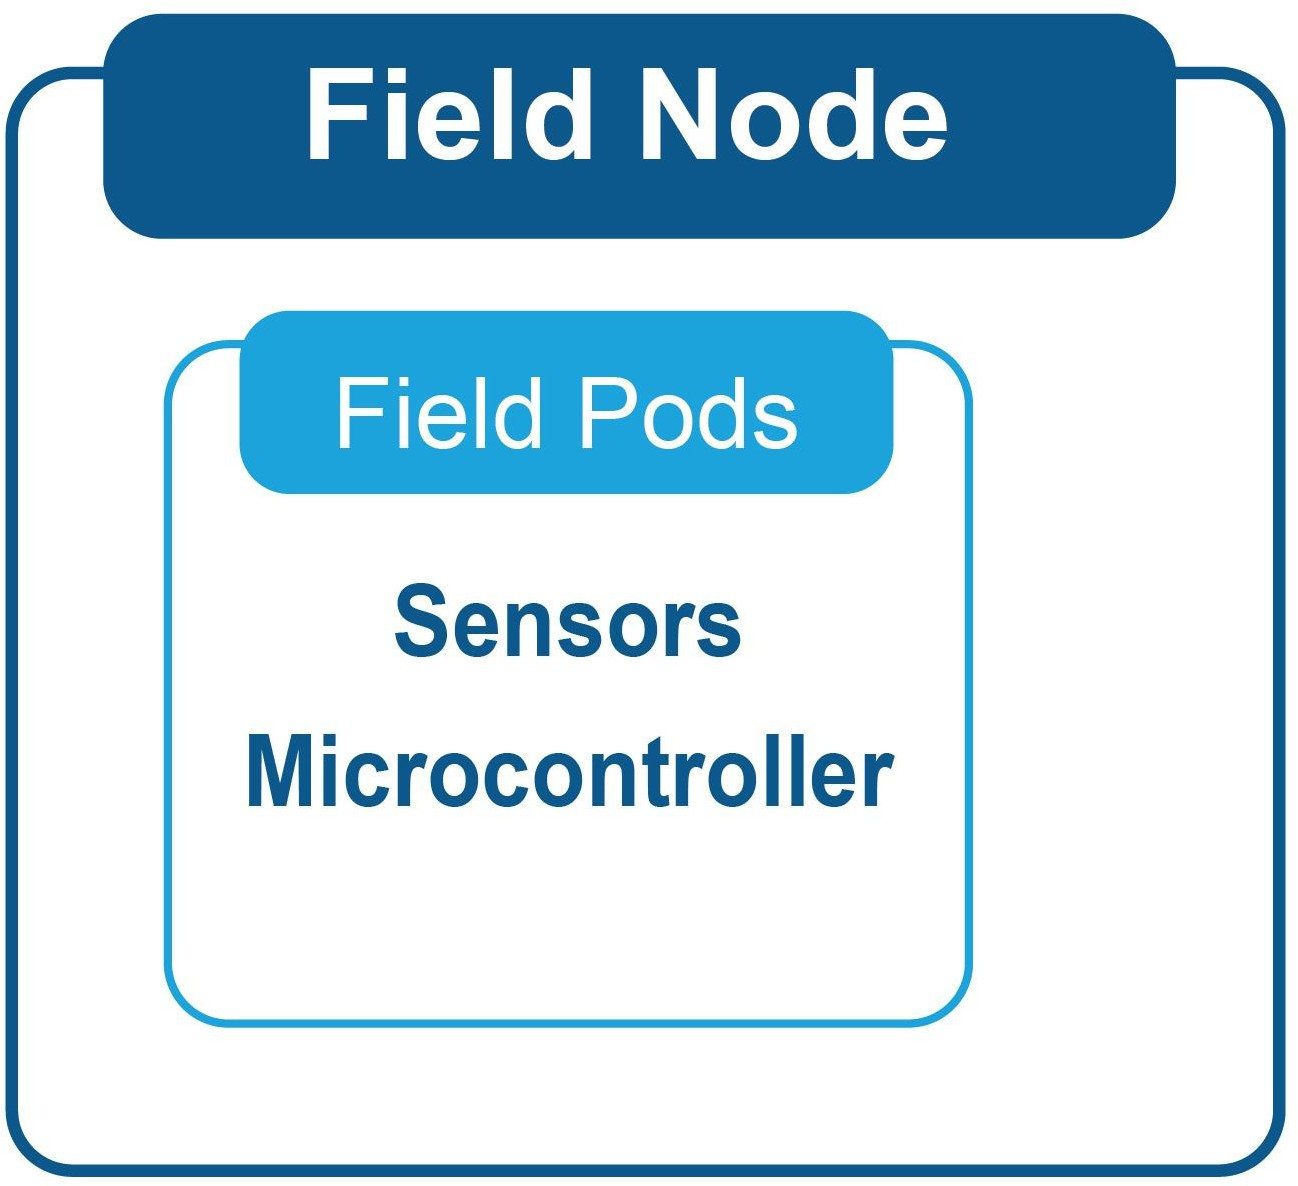 Field Node
Field Pods
Sensors
Microcontroller